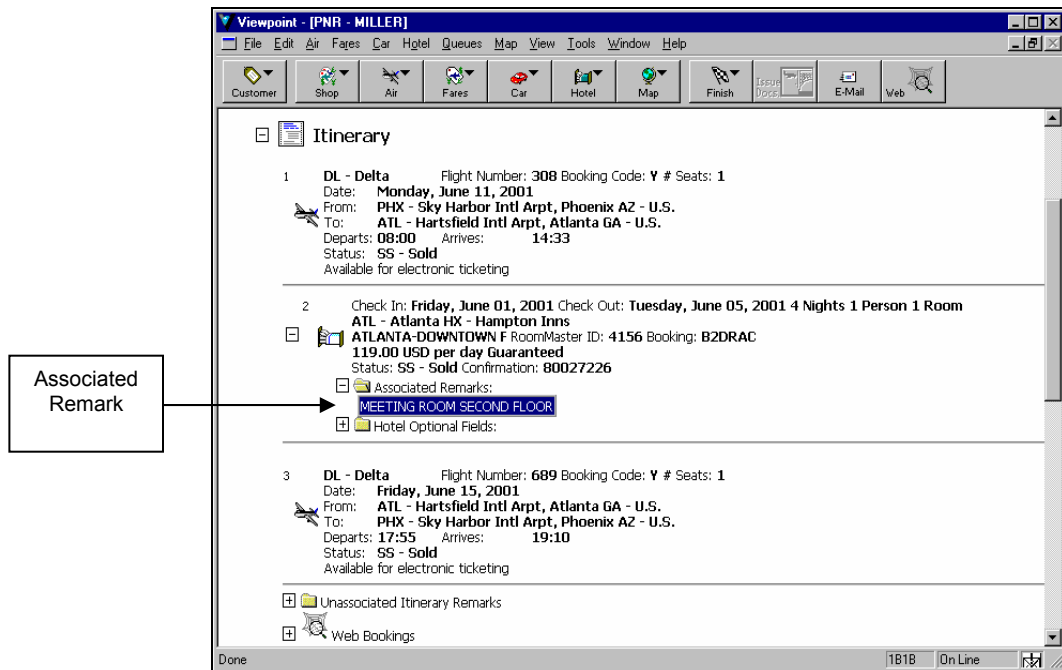 Viewpoint - [PNR - MILLER]
File Edit Air Fares Car Hotel Queues Map View Tools Window Help
Customer Shop Air Fares Car Hotel Map Finish Issue Docs E-Mail Web
Itinerary
1 DL - Delta Flight Number: 308 Booking Code: Y # Seats: 1
Date: Monday, June 11, 2001
From: PHX - Sky Harbor Intl Arpt, Phoenix AZ - U.S.
To: ATL - Hartsfield Intl Arpt, Atlanta GA - U.S.
Departs: 08:00 Arrives: 14:33
Status: SS - Sold
Available for electronic ticketing
2 Check In: Friday, June 01, 2001 Check Out: Tuesday, June 05, 2001 4 Nights 1 Person 1 Room
ATL - Atlanta HX - Hampton Inns
ATLANTA-DOWNTOWN F RoomMaster ID: 4156 Booking: B2DRAC
119.00 USD per day Guaranteed
Status: SS - Sold Confirmation: 80027226
Associated Remarks:
MEETING ROOM SECOND FLOOR
Hotel Optional Fields:
Associated
Remark
3 DL - Delta Flight Number: 689 Booking Code: Y # Seats: 1
Date: Friday, June 15, 2001
From: ATL - Hartsfield Intl Arpt, Atlanta GA - U.S.
To: PHX - Sky Harbor Intl Arpt, Phoenix AZ - U.S.
Departs: 17:55 Arrives: 19:10
Status: SS - Sold
Available for electronic ticketing
Unassociated Itinerary Remarks
Web Bookings
Done 1B1B On Line